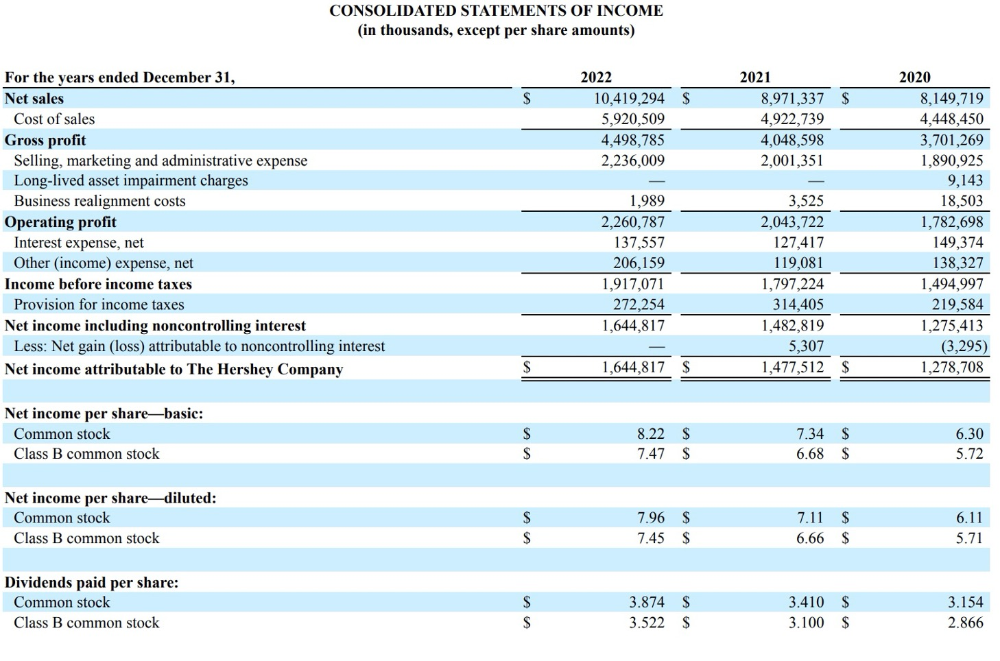 CONSOLIDATED STATEMENTS OF INCOME
(in thousands, except per share amounts)
For the years ended December 31, 2022 2021 2020
Net sales $ 10,419,294 $ 8,971,337 $ 8,149,719
Cost of sales 5,920,509 4,922,739 4,448,450
Gross profit 4,498,785 4,048,598 3,701,269
Selling, marketing and administrative expense 2,236,009 2,001,351 1,890,925
Long-lived asset impairment charges — — 9,143
Business realignment costs 1,989 3,525 18,503
Operating profit 2,260,787 2,043,722 1,782,698
Interest expense, net 137,557 127,417 149,374
Other (income) expense, net 206,159 119,081 138,327
Income before income taxes 1,917,071 1,797,224 1,494,997
Provision for income taxes 272,254 314,405 219,584
Net income including noncontrolling interest 1,644,817 1,482,819 1,275,413
Less: Net gain (loss) attributable to noncontrolling interest — 5,307 (3,295)
Net income attributable to The Hershey Company $ 1,644,817 $ 1,477,512 $ 1,278,708
Net income per share—basic:
Common stock $ 8.22 $ 7.34 $ 6.30
Class B common stock $ 7.47 $ 6.68 $ 5.72
Net income per share—diluted:
Common stock $ 7.96 $ 7.11 $ 6.11
Class B common stock $ 7.45 $ 6.66 $ 5.71
Dividends paid per share:
Common stock $ 3.874 $ 3.410 $ 3.154
Class B common stock $ 3.522 $ 3.100 $ 2.866